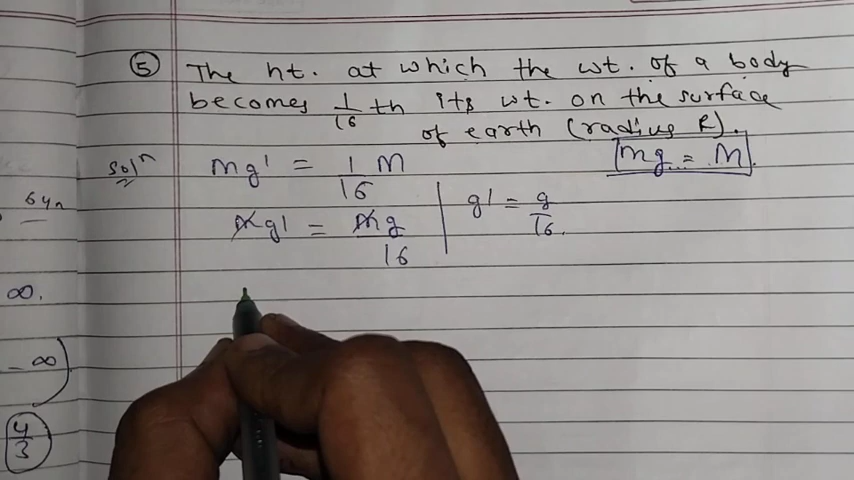 ⑤ The ht. at which the wt. of a body
becomes 1/16 th its wt. on the surface
of earth (radius R).
Solⁿ mg' = 1/16 M
mg = M
mg' = mg/16
g' = g/16.
∞.
- ∞)
4/3